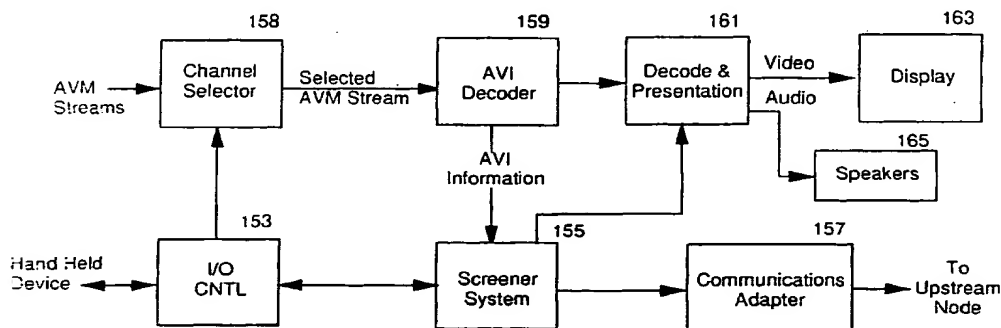 158
159
161
163
Channel
Selector
AVI
Decoder
Decode &
Presentation
Display
AVM
Streams
Selected
AVM Stream
Video
Audio
165
Speakers
AVI
Information
153
155
157
Hand Held
Device
I/O
CNTL
Screener
System
Communications
Adapter
To
Upstream
Node